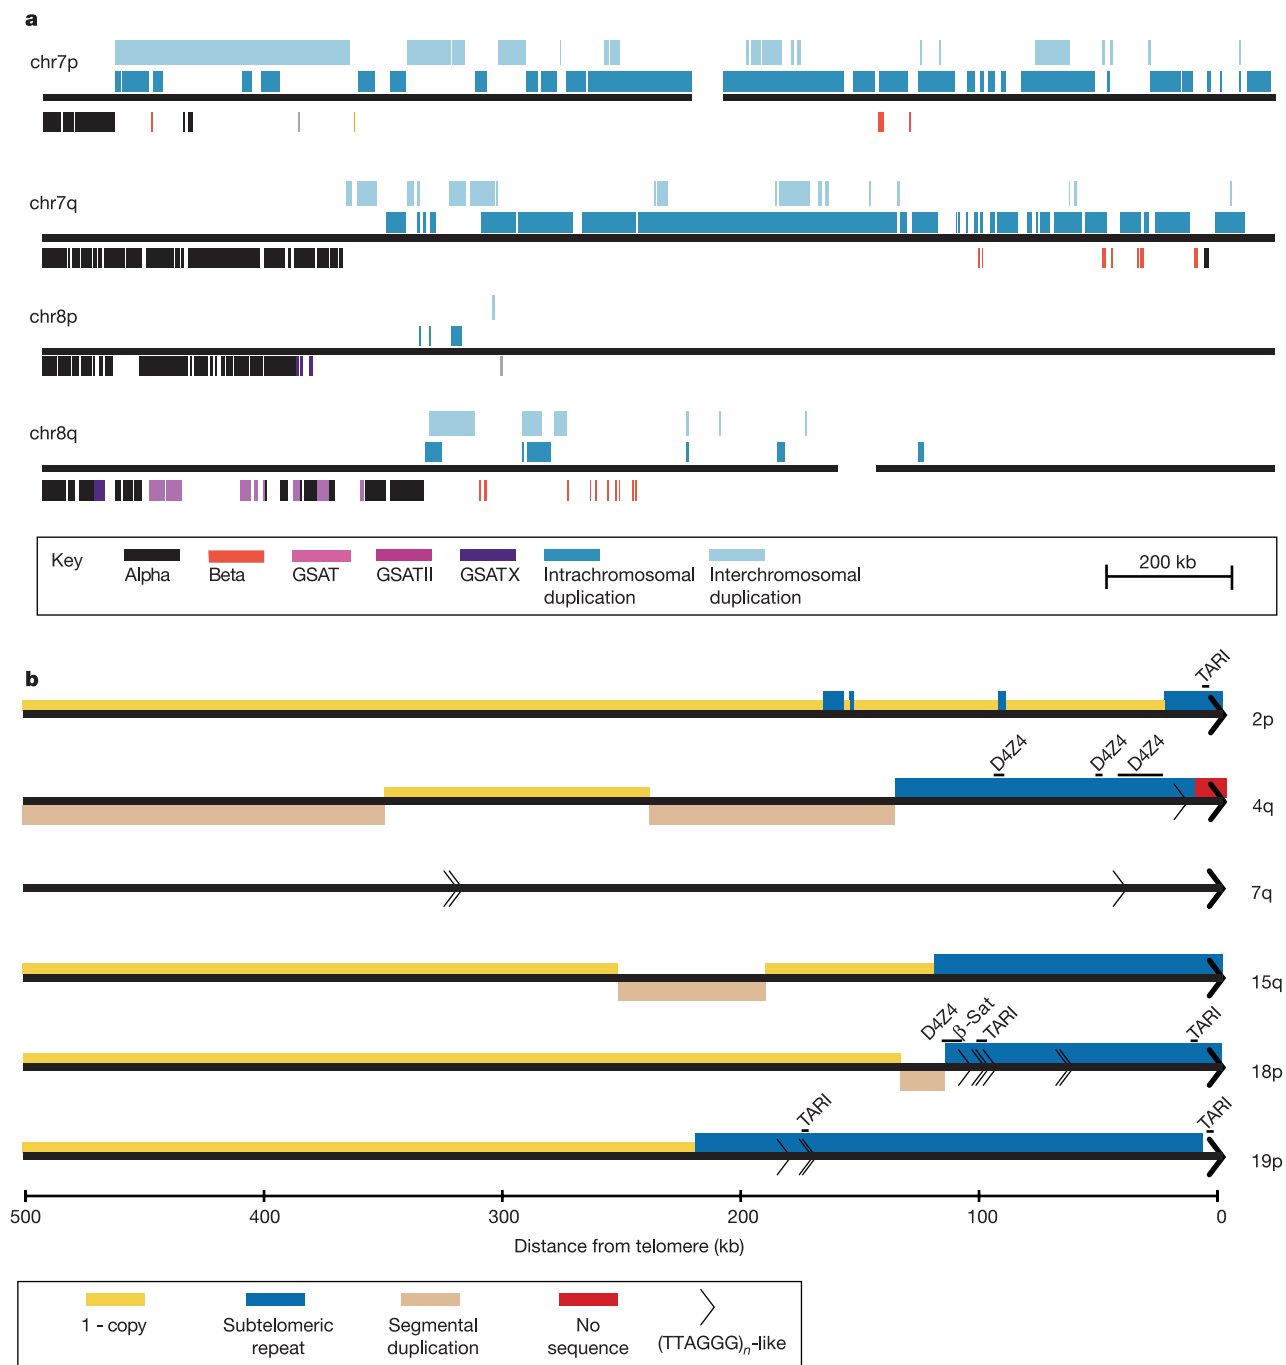 a
chr7p
chr7q
chr8p
chr8q
Key
Alpha
Beta
GSAT
GSATII
GSATX
Intrachromosomal
duplication
Interchromosomal
duplication
200 kb
b
TARI
2p
D4Z4
D4Z4
D4Z4
4q
7q
15q
D4Z4
β-Sat
TARI
TARI
18p
TARI
TARI
19p
500
400
300
200
100
0
Distance from telomere (kb)
1 - copy
Subtelomeric
repeat
Segmental
duplication
No
sequence
(TTAGGG)n-like